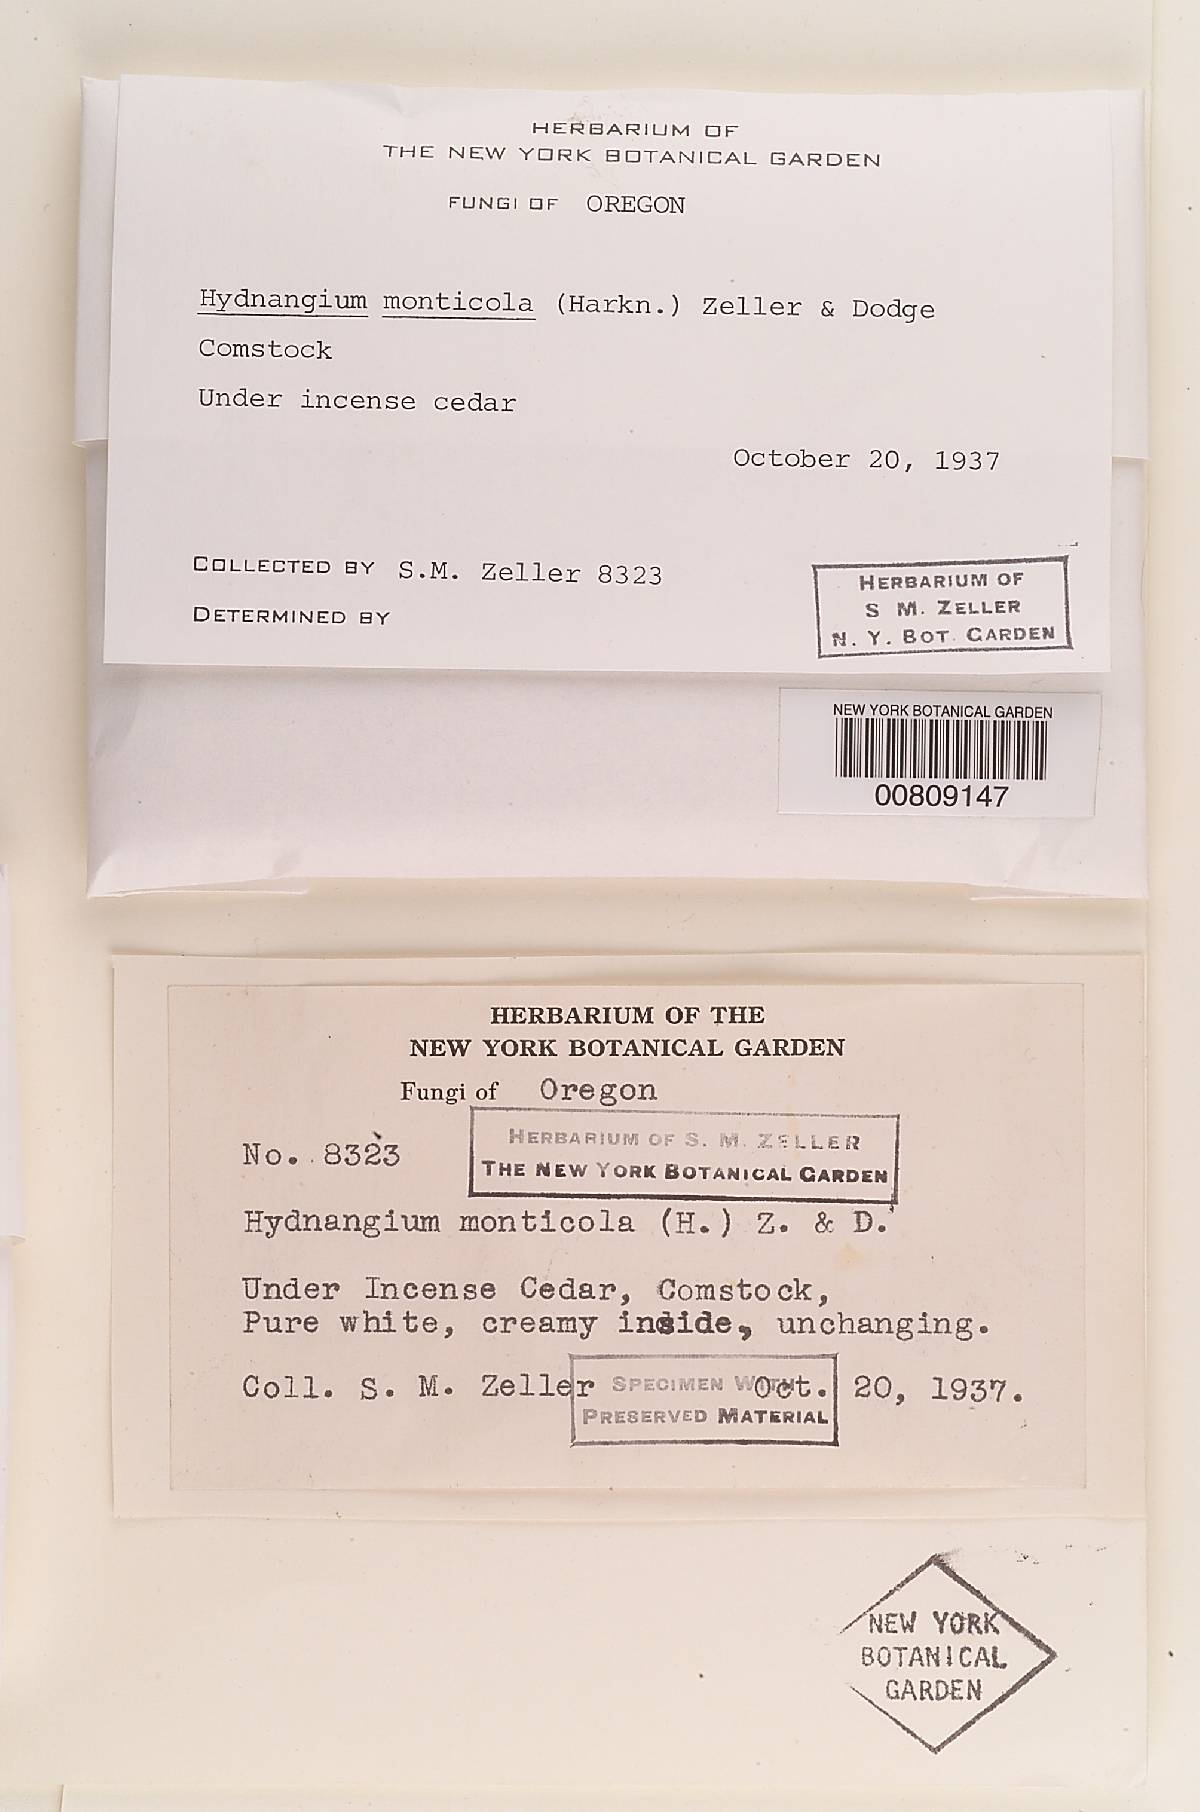 HERBARIUM OF
THE NEW YORK BOTANICAL GARDEN
FUNGI OF OREGON
Hydnangium monticola (Harkn.) Zeller & Dodge
Comstock
Under incense cedar
October 20, 1937
COLLECTED BY S.M. Zeller 8323
DETERMINED BY
HERBARIUM OF
S M. ZELLER
N. Y. BOT. GARDEN
NEW YORK BOTANICAL GARDEN
00809147
HERBARIUM OF THE
NEW YORK BOTANICAL GARDEN
Fungi of Oregon
No. 8323
HERBARIUM OF S. M. ZELLER
THE NEW YORK BOTANICAL GARDEN
Hydnangium monticola (H.) Z. & D.
Under Incense Cedar, Comstock,
Pure white, creamy inside, unchanging.
Coll. S. M. Zeller Oct. 20, 1937.
SPECIMEN WITH
PRESERVED MATERIAL
NEW YORK
BOTANICAL
GARDEN